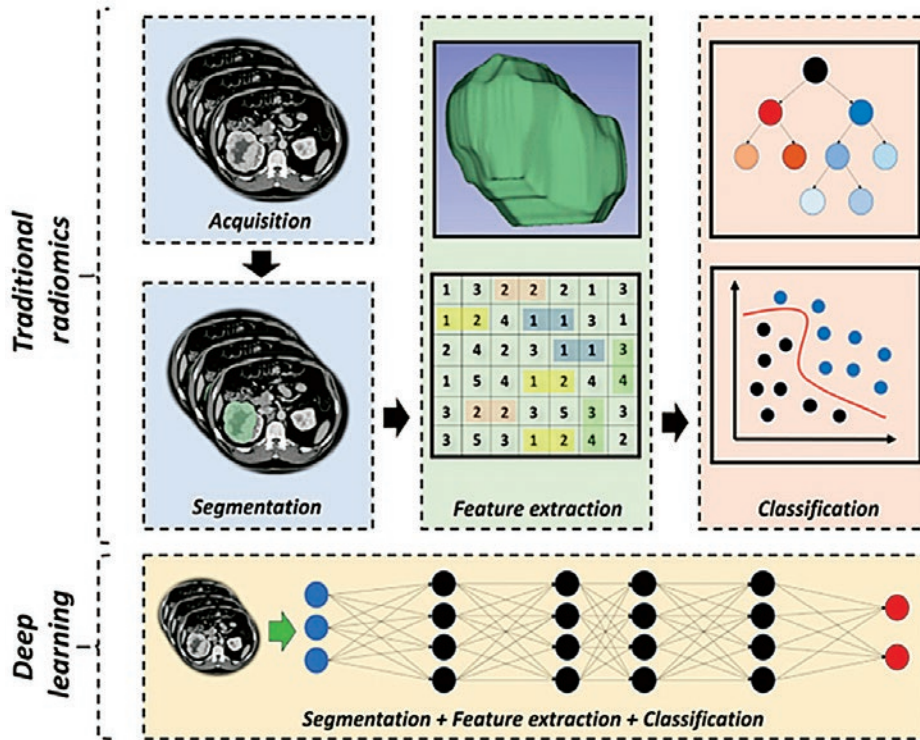 Traditional
radiomics
Acquisition
Segmentation
1 3 2 2 2 1 3
1 2 4 1 1 3 1
2 4 2 3 1 1 3
1 5 4 1 2 4 4
3 2 2 3 5 3 3
3 5 3 1 2 4 2
Feature extraction
Classification
Deep
learning
Segmentation + Feature extraction + Classification